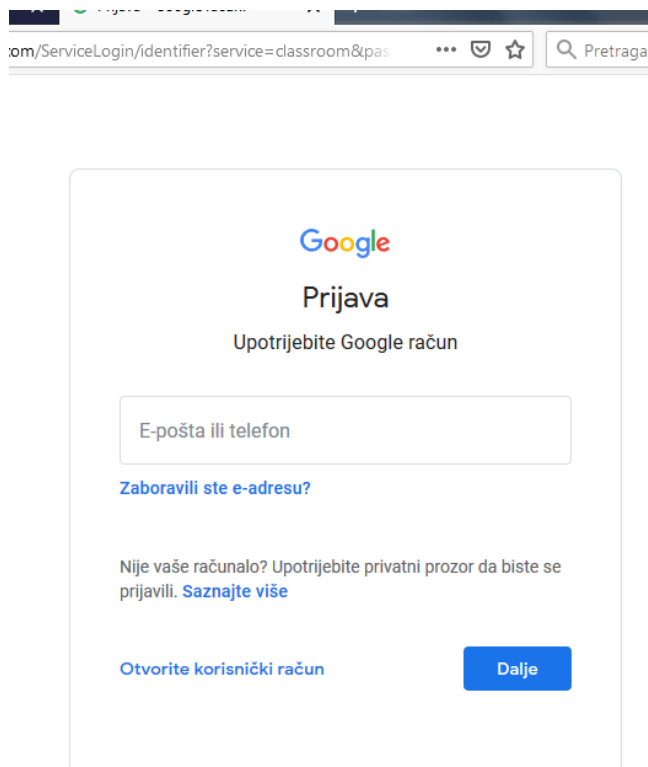 om/ServiceLogin/identifier?service=classroom&pas
Pretraga
Google
Prijava
Upotrijebite Google račun
E-pošta ili telefon
Zaboravili ste e-adresu?
Nije vaše računalo? Upotrijebite privatni prozor da biste se
prijavili. Saznajte više
Otvorite korisnički račun
Dalje